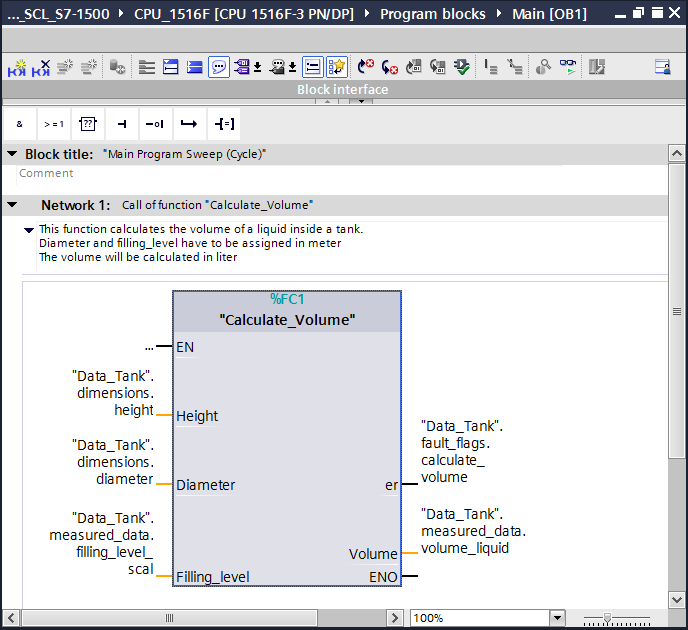 ..._SCL_S7-1500 CPU_1516F [CPU 1516F-3 PN/DP] Program blocks Main [OB1]
Block interface
& >=1 ?? -o| -[=]
Block title: "Main Program Sweep (Cycle)"
Comment
Network 1: Call of function "Calculate_Volume"
This function calculates the volume of a liquid inside a tank.
Diameter and filling_level have to be assigned in meter
The volume will be calculated in liter
%FC1
"Calculate_Volume"
... EN
"Data_Tank".
dimensions.
height
Height
"Data_Tank".
dimensions.
diameter
Diameter
"Data_Tank".
measured_data.
filling_level_
scal
Filling_level
er
"Data_Tank".
fault_flags.
calculate_
volume
Volume
"Data_Tank".
measured_data.
volume_liquid
ENO
100%